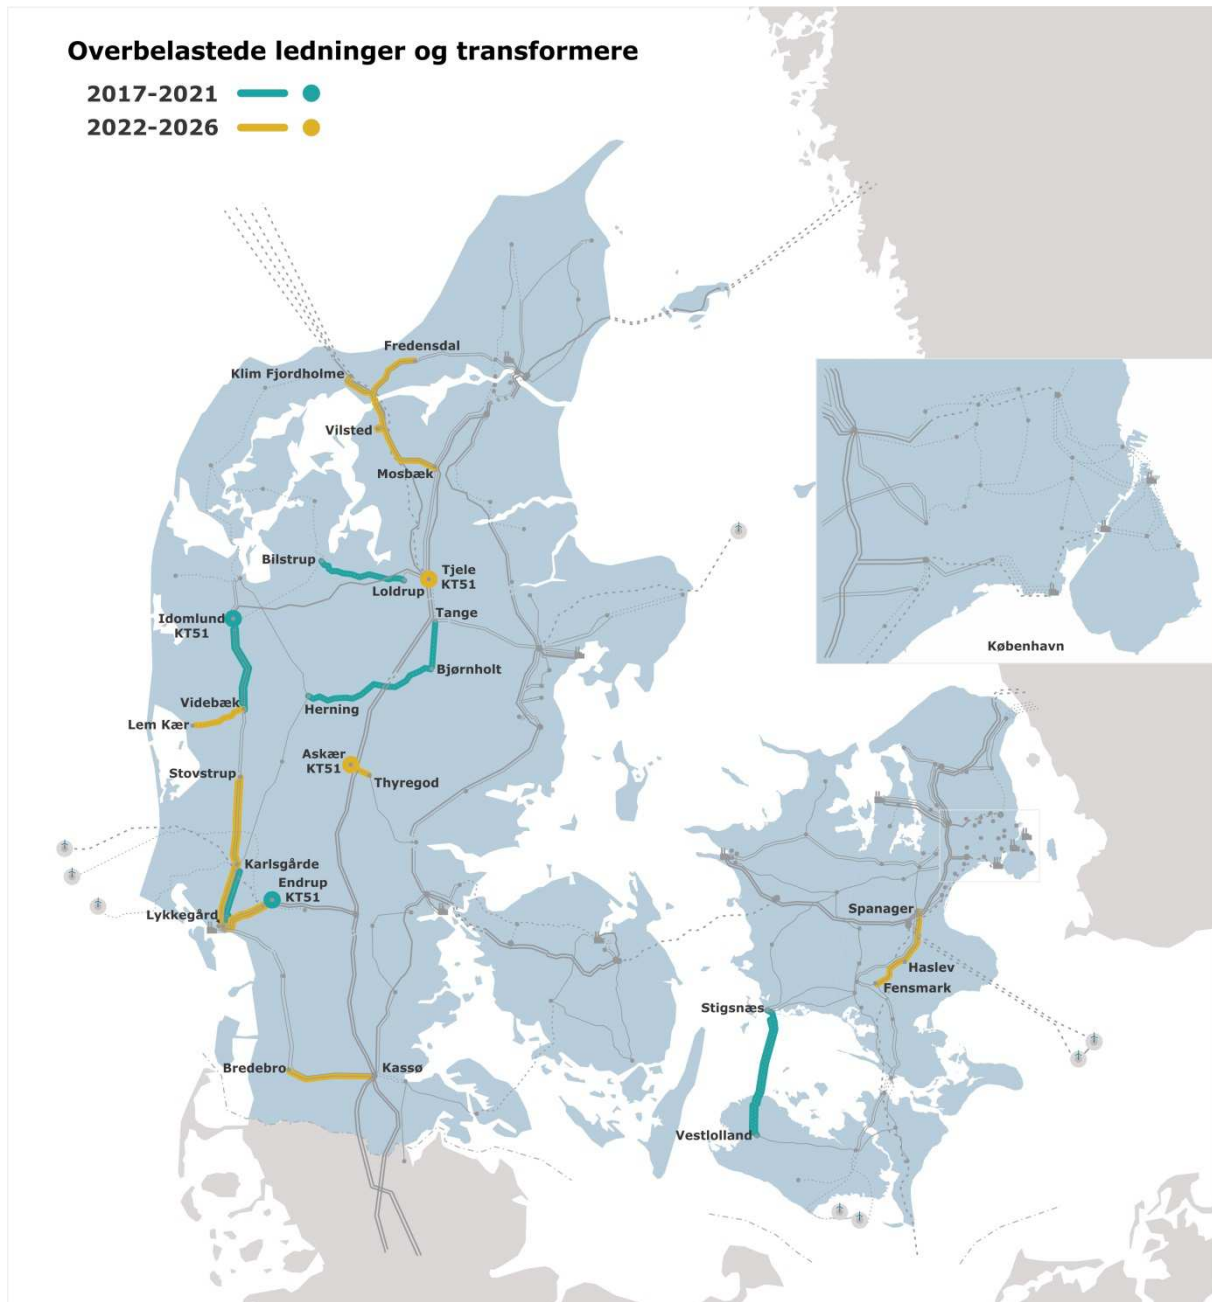 Overbelastede ledninger og transformere
2017-2021
2022-2026
Fredensdal
Klim Fjordholme
Vilsted
Mosbæk
Bilstrup
Loldrup
Tjele
KT51
Tange
Idomlund
KT51
Bjørnholt
Videbæk
Herning
Lem Kær
Askær
KT51
Stovstrup
Thyregod
Karlsgårde
Endrup
KT51
Lykkegård
Bredebro
Kassø
København
Spanager
Haslev
Fensmark
Stigsnæs
Vestlolland